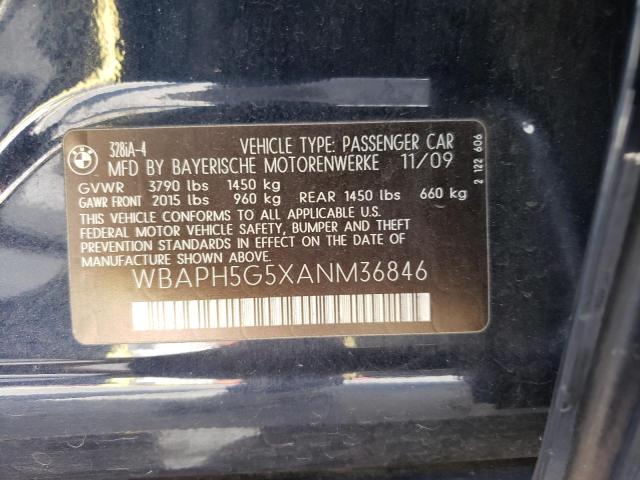 328iA-4 VEHICLE TYPE: PASSENGER CAR
MFD BY BAYERISCHE MOTORENWERKE 11/09
GVWR 3790 lbs 1450 kg
GAWR FRONT 2015 lbs 960 kg REAR 1450 lbs 660 kg
THIS VEHICLE CONFORMS TO ALL APPLICABLE U.S.
FEDERAL MOTOR VEHICLE SAFETY, BUMPER AND THEFT
PREVENTION STANDARDS IN EFFECT ON THE DATE
OF MANUFACTURE SHOWN ABOVE.
WBAPH5G5XANM36846
2 122 606